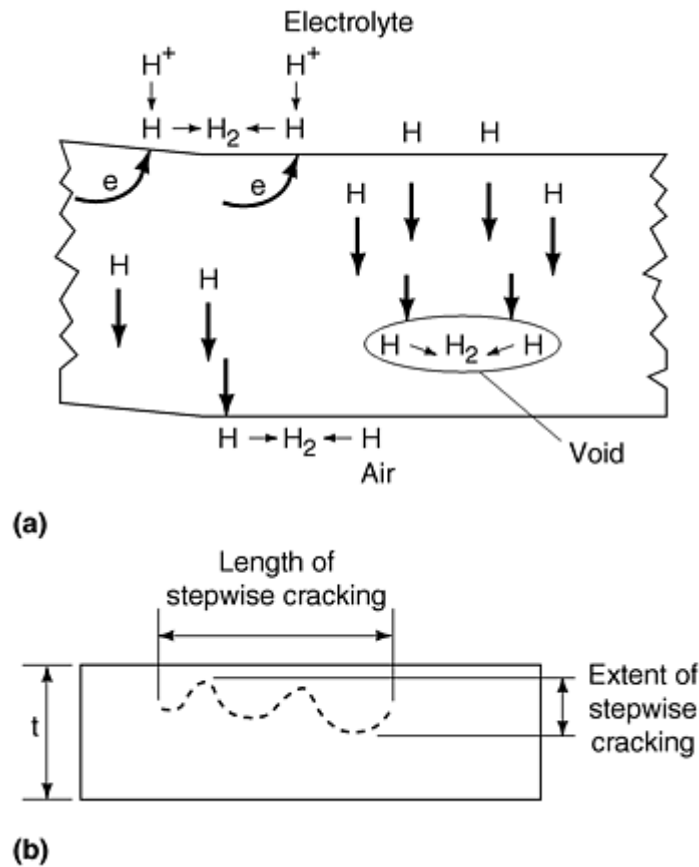 Electrolyte
H+ H+
H → H2 ← H H H
e e H H
H H
H → H2 ← H
H → H2 ← H
Void
Air
(a)
Length of
stepwise cracking
Extent of
stepwise
cracking
t
(b)